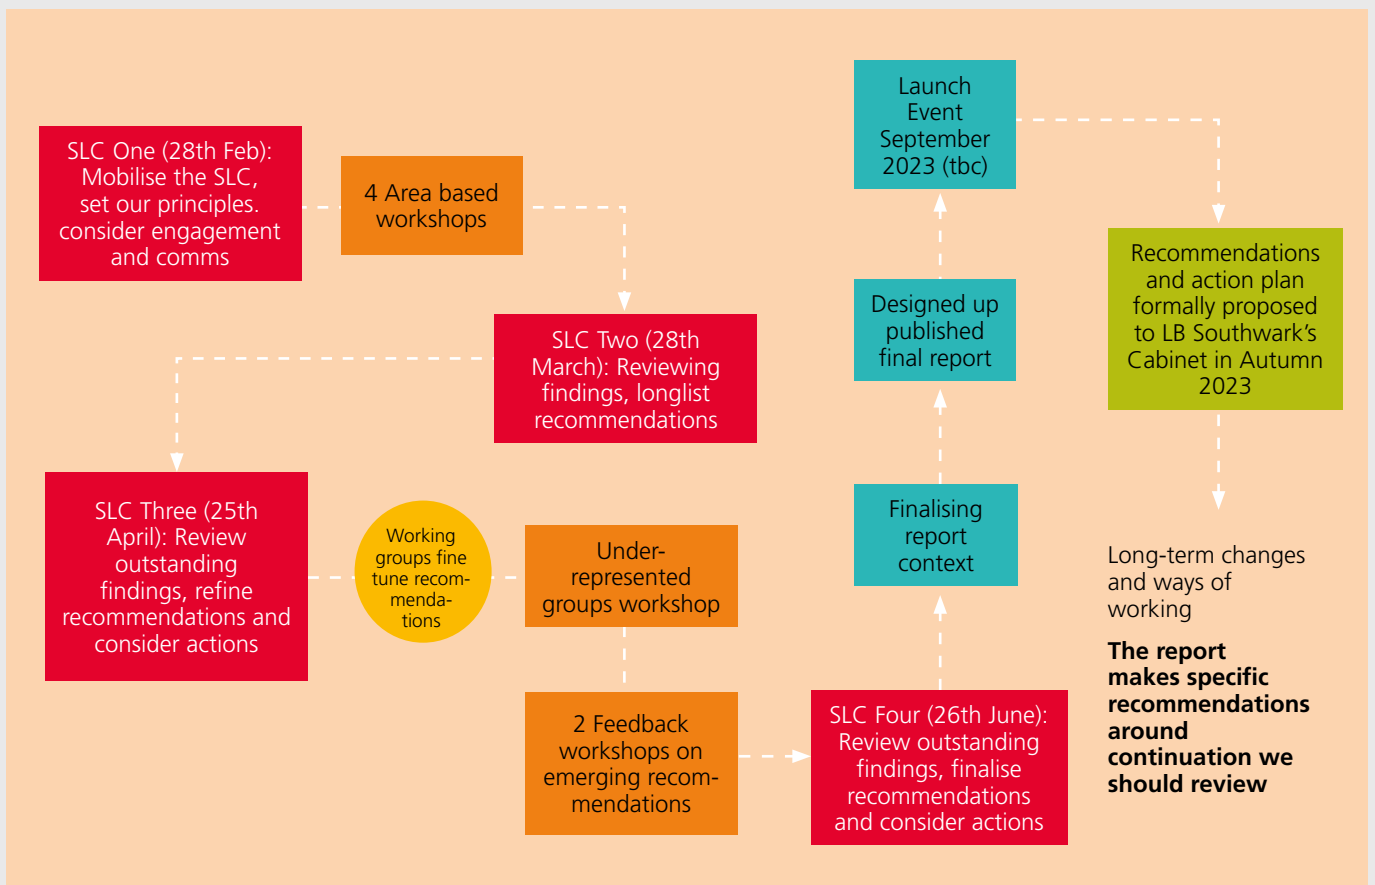 SLC One (28th Feb):
Mobilise the SLC,
set our principles.
consider engagement
and comms
4 Area based
workshops
SLC Two (28th
March): Reviewing
findings, longlist
recommendations
SLC Three (25th
April): Review
outstanding
findings, refine
recommendations and
consider actions
Working
groups fine
tune recom-
menda-
tions
Under-
represented
groups workshop
2 Feedback
workshops on
emerging recom-
mendations
SLC Four (26th June):
Review outstanding
findings, finalise
recommendations
and consider actions
Finalising
report
context
Designed up
published
final report
Launch
Event
September
2023 (tbc)
Recommendations
and action plan
formally proposed
to LB Southwark’s
Cabinet in Autumn
2023
Long-term changes
and ways of
working
The report
makes specific
recommendations
around
continuation we
should review